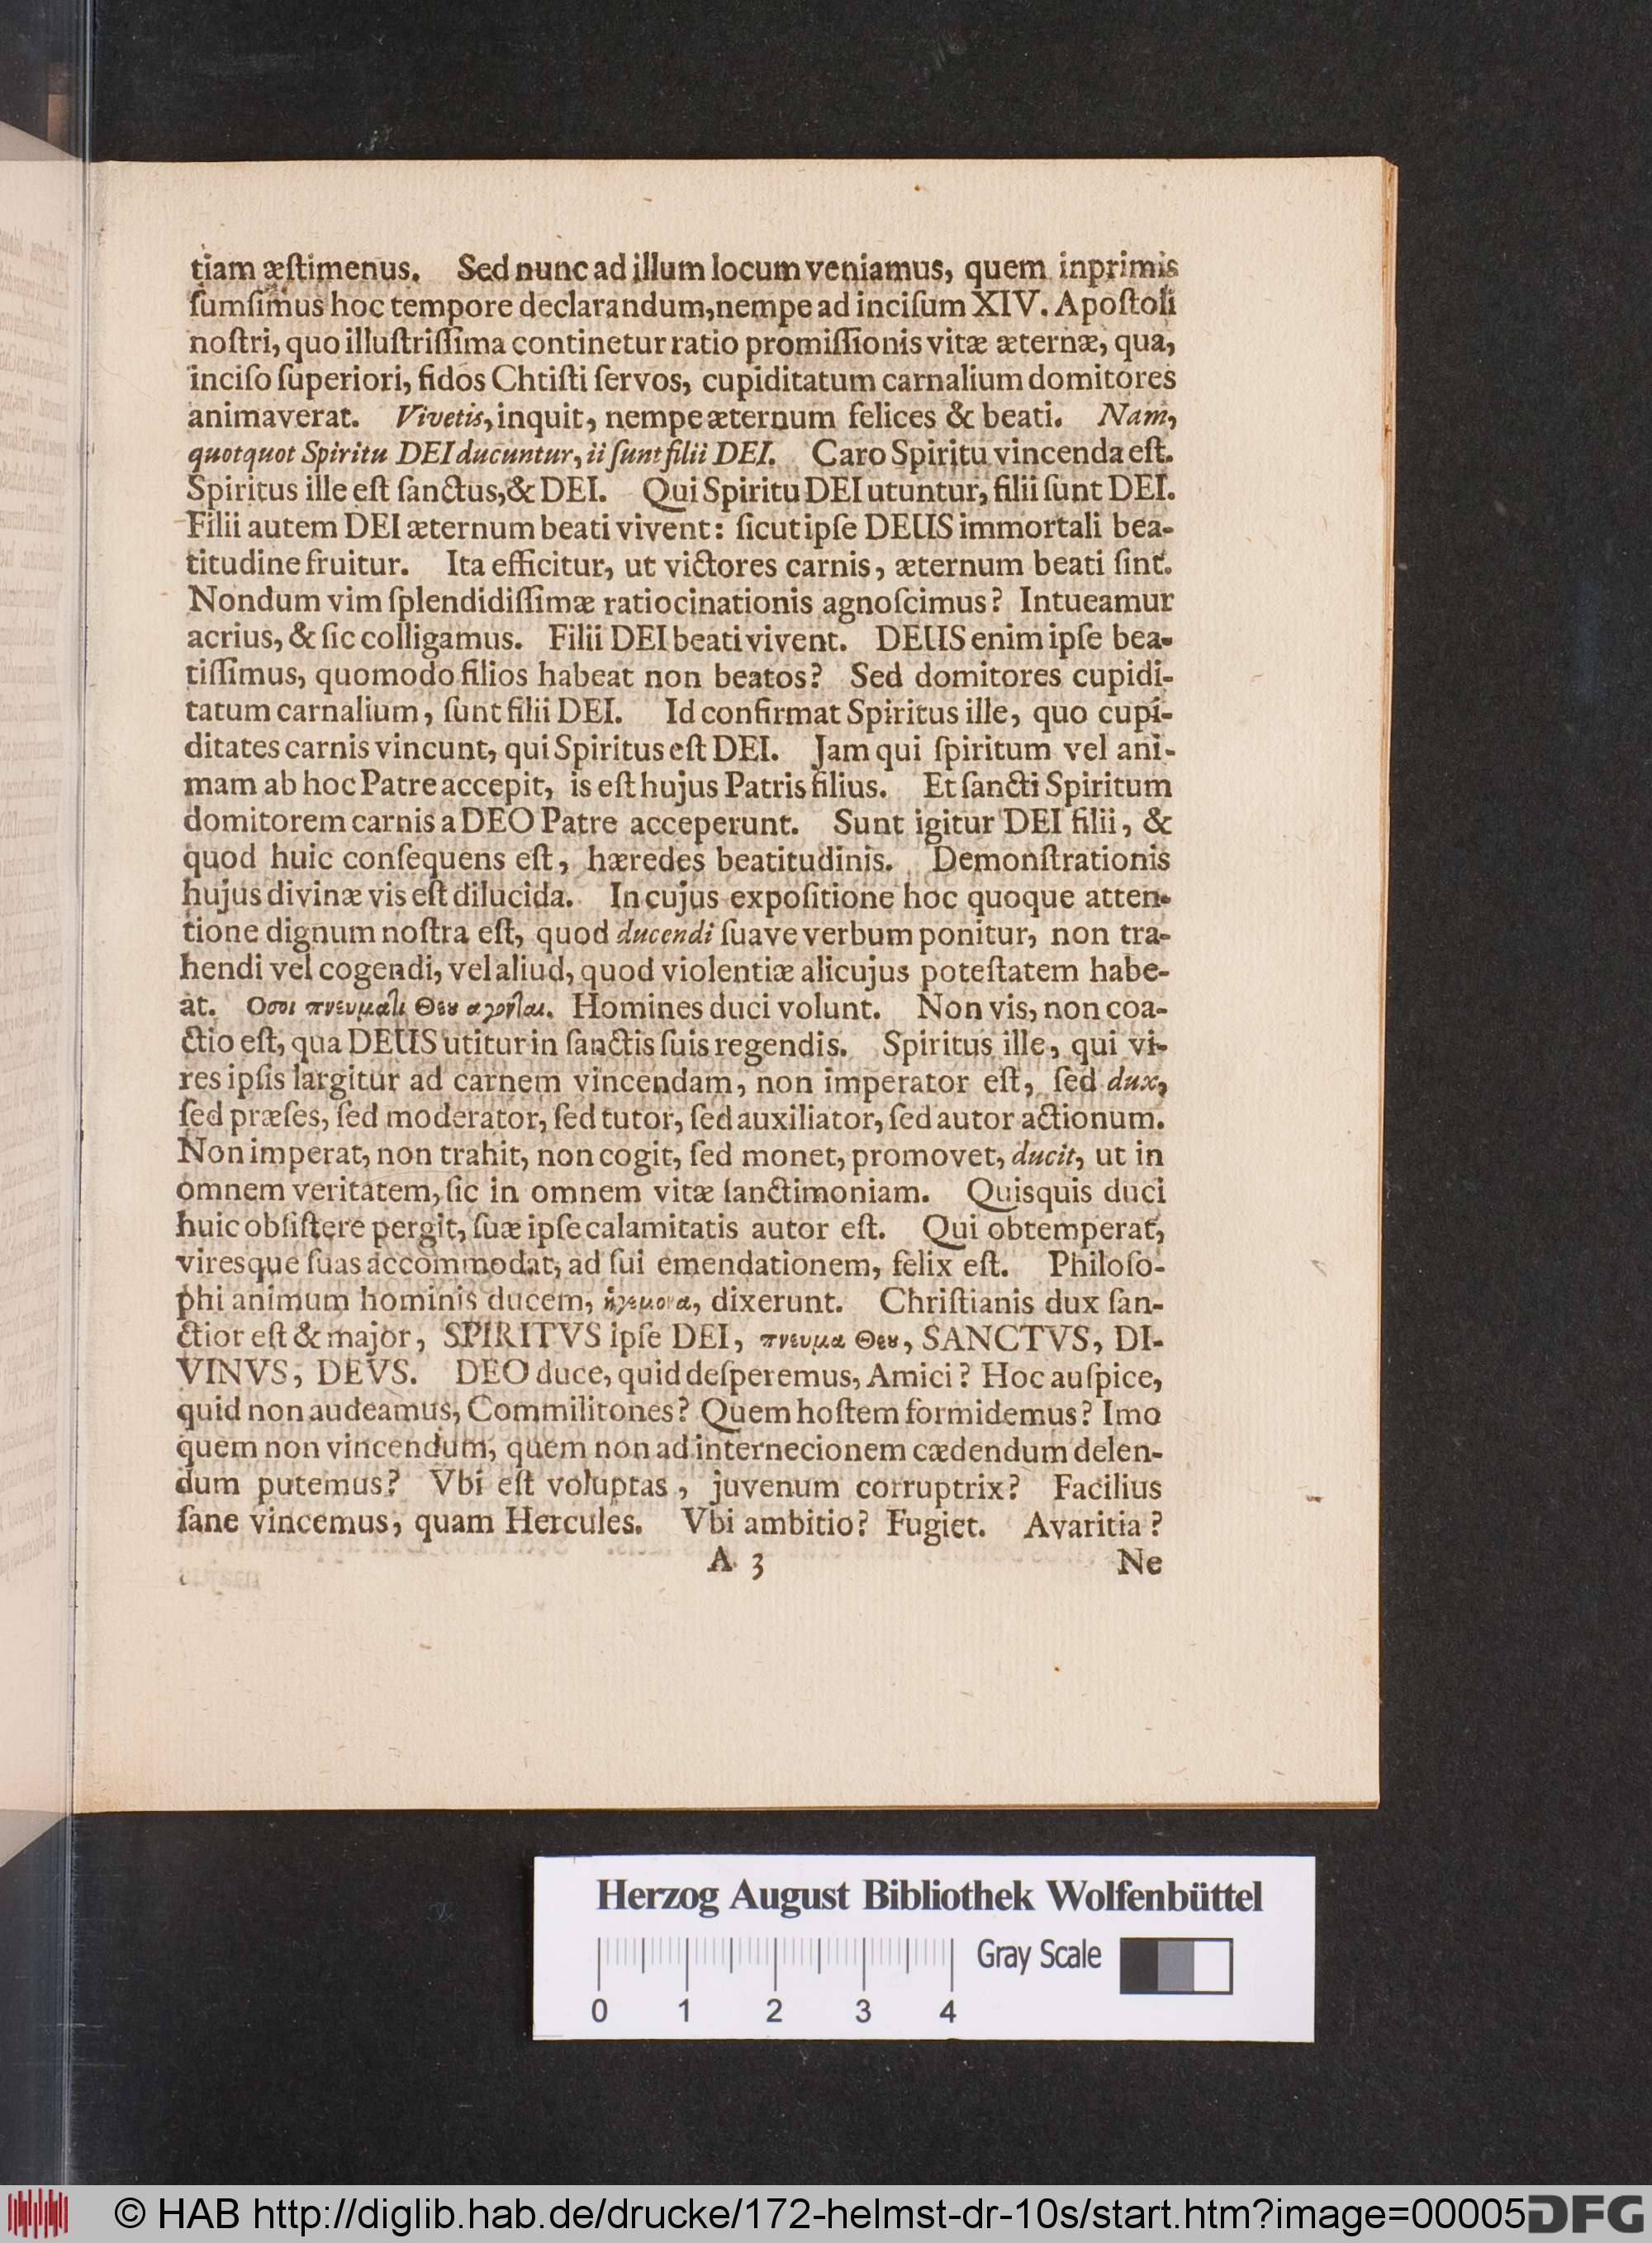 tiam æſtimenus. Sed nunc ad illum locum veniamus, quem inprimis
ſumſimus hoc tempore declarandum, nempe ad inciſum XIV. Apoſtoli
noſtri, quo illuſtriſſima continetur ratio promiſſionis vitæ æternæ, qua,
inciſo ſuperiori, fidos Chtiſti ſervos, cupiditatum carnalium domitores
animaverat. Vivetis, inquit, nempe æternum felices & beati. Nam,
quotquot Spiritu DEI ducuntur, ii ſunt filii DEI. Caro Spiritu vincenda eſt.
Spiritus ille eſt ſanctus, & DEI. Qui Spiritu DEI utuntur, filii ſunt DEI.
Filii autem DEI æternum beati vivent: ſicut ipſe DEUS immortali bea-
titudine fruitur. Ita efficitur, ut victores carnis, æternum beati ſint.
Nondum vim ſplendidiſſimæ ratiocinationis agnoſcimus? Intueamur
acrius, & ſic colligamus. Filii DEI beati vivent. DEUS enim ipſe bea-
tiſſimus, quomodo filios habeat non beatos? Sed domitores cupidi-
tatum carnalium, ſunt filii DEI. Id confirmat Spiritus ille, quo cupi-
ditates carnis vincunt, qui Spiritus eſt DEI. Jam qui ſpiritum vel ani-
mam ab hoc Patre accepit, is eſt hujus Patris filius. Et ſancti Spiritum
domitorem carnis a DEO Patre acceperunt. Sunt igitur DEI filii, &
quod huic conſequens eſt, hæredes beatitudinis. Demonſtrationis
hujus divinæ vis eſt dilucida. In cujus expoſitione hoc quoque atten-
tione dignum noſtra eſt, quod ducendi ſuave verbum ponitur, non tra-
hendi vel cogendi, vel aliud, quod violentiæ alicujus poteſtatem habe-
at. Οσοι πνευμαlι Θεȣ αγονlαι. Homines duci volunt. Non vis, non coa-
ctio eſt, qua DEUS utitur in ſanctis ſuis regendis. Spiritus ille, qui vi-
res ipſis largitur ad carnem vincendam, non imperator eſt, ſed dux,
ſed præſes, ſed moderator, ſed tutor, ſed auxiliator, ſed autor actionum.
Non imperat, non trahit, non cogit, ſed monet, promovet, ducit, ut in
omnem veritatem, ſic in omnem vitæ ſanctimoniam. Quisquis duci
huic obſiſtere pergit, ſuæ ipſe calamitatis autor eſt. Qui obtemperat,
viresque ſuas accommodat, ad ſui emendationem, felix eſt. Philoſo-
phi animum hominis ducem, ἡγεμονα, dixerunt. Chriſtianis dux ſan-
ctior eſt & major, SPIRITVS ipſe DEI, πνευμα Θεȣ, SANCTVS, DI-
VINVS, DEVS. DEO duce, quid deſperemus, Amici? Hoc auſpice,
quid non audeamus, Commilitones? Quem hoſtem formidemus? Imo
quem non vincendum, quem non ad internecionem cædendum delen-
dum putemus? Vbi eſt voluptas, juvenum corruptrix? Facilius
ſane vincemus, quam Hercules. Vbi ambitio? Fugiet. Avaritia?
A 3 Ne
Herzog August Bibliothek Wolfenbüttel
Gray Scale
0 1 2 3 4
© HAB http://diglib.hab.de/drucke/172-helmst-dr-10s/start.htm?image=00005
DFG